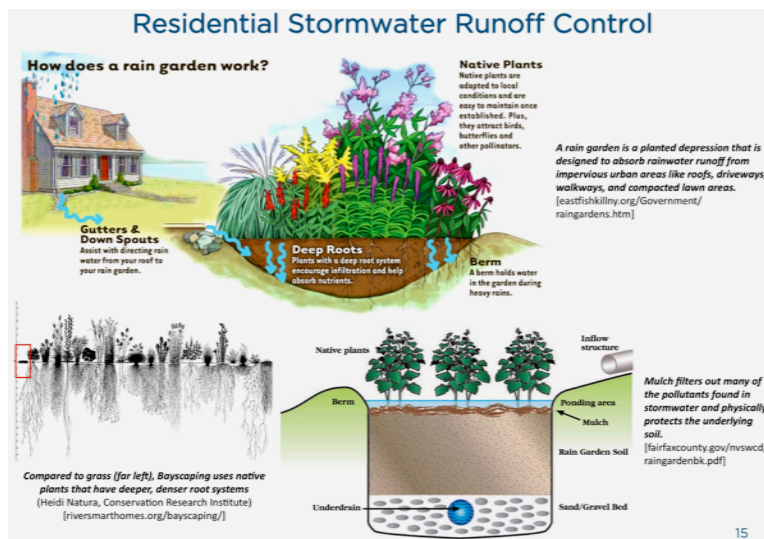 Residential Stormwater Runoff Control
How does a rain garden work?
Native Plants
Native plants are
adapted to local
conditions and are
easy to maintain once
established. Plus,
they attract birds,
butterflies and
other pollinators.
A rain garden is a planted depression that is
designed to absorb rainwater runoff from
impervious urban areas like roofs, driveways,
walkways, and compacted lawn areas.
[eastfishkillny.org/Government/
raingardens.htm]
Gutters &
Down Spouts
Assist with directing rain
water from your roof to
your rain garden.
Deep Roots
Plants with a deep root system
encourage infiltration and help
absorb nutrients.
Berm
A berm holds water
in the garden during
heavy rains.
Native plants
Inflow
structure
Berm
Ponding area
Mulch
Rain Garden Soil
Underdrain
Sand/Gravel Bed
Mulch filters out many of
the pollutants found in
stormwater and physically
protects the underlying
soil.
[fairfaxcounty.gov/nvswcd/
raingardenbk.pdf]
Compared to grass (far left), Bayscaping uses native
plants that have deeper, denser root systems
(Heidi Natura, Conservation Research Institute)
[riversmarthomes.org/bayscaping/]
15